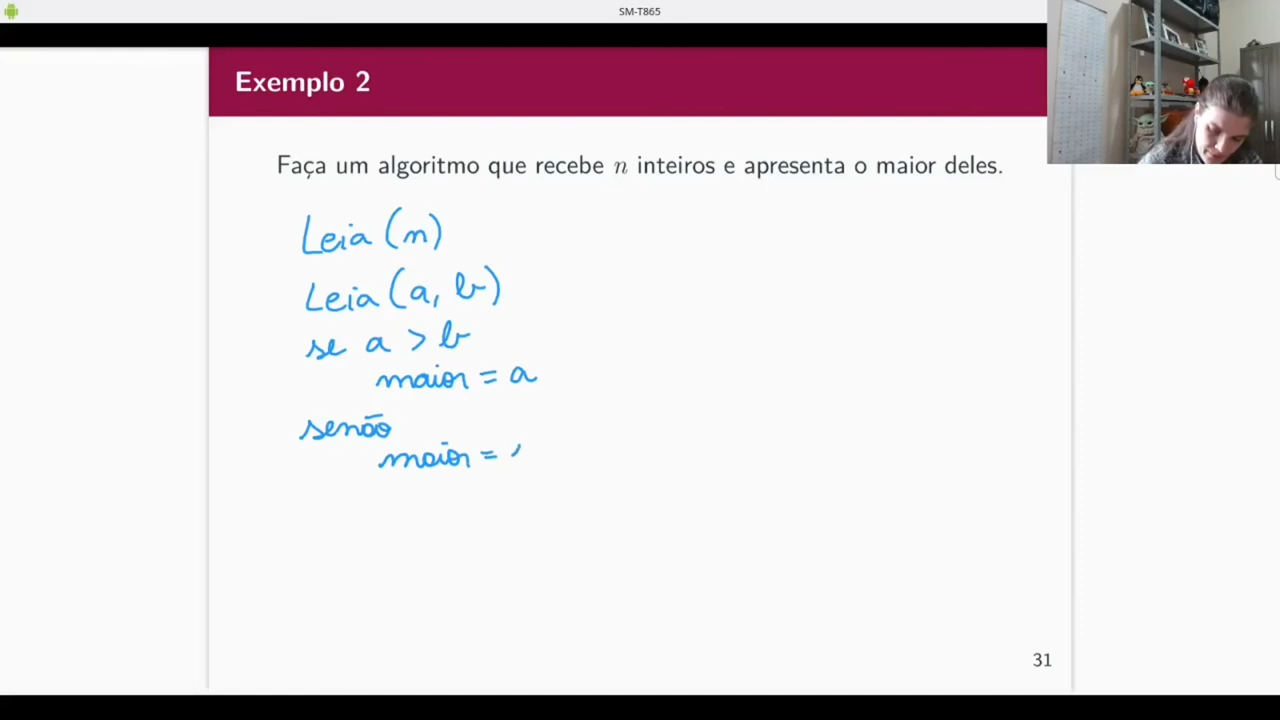 SM-T865
Exemplo 2
Faça um algoritmo que recebe n inteiros e apresenta o maior deles.
Leia (n)
Leia (a, b)
se a > b
maior = a
senão
maior =
31